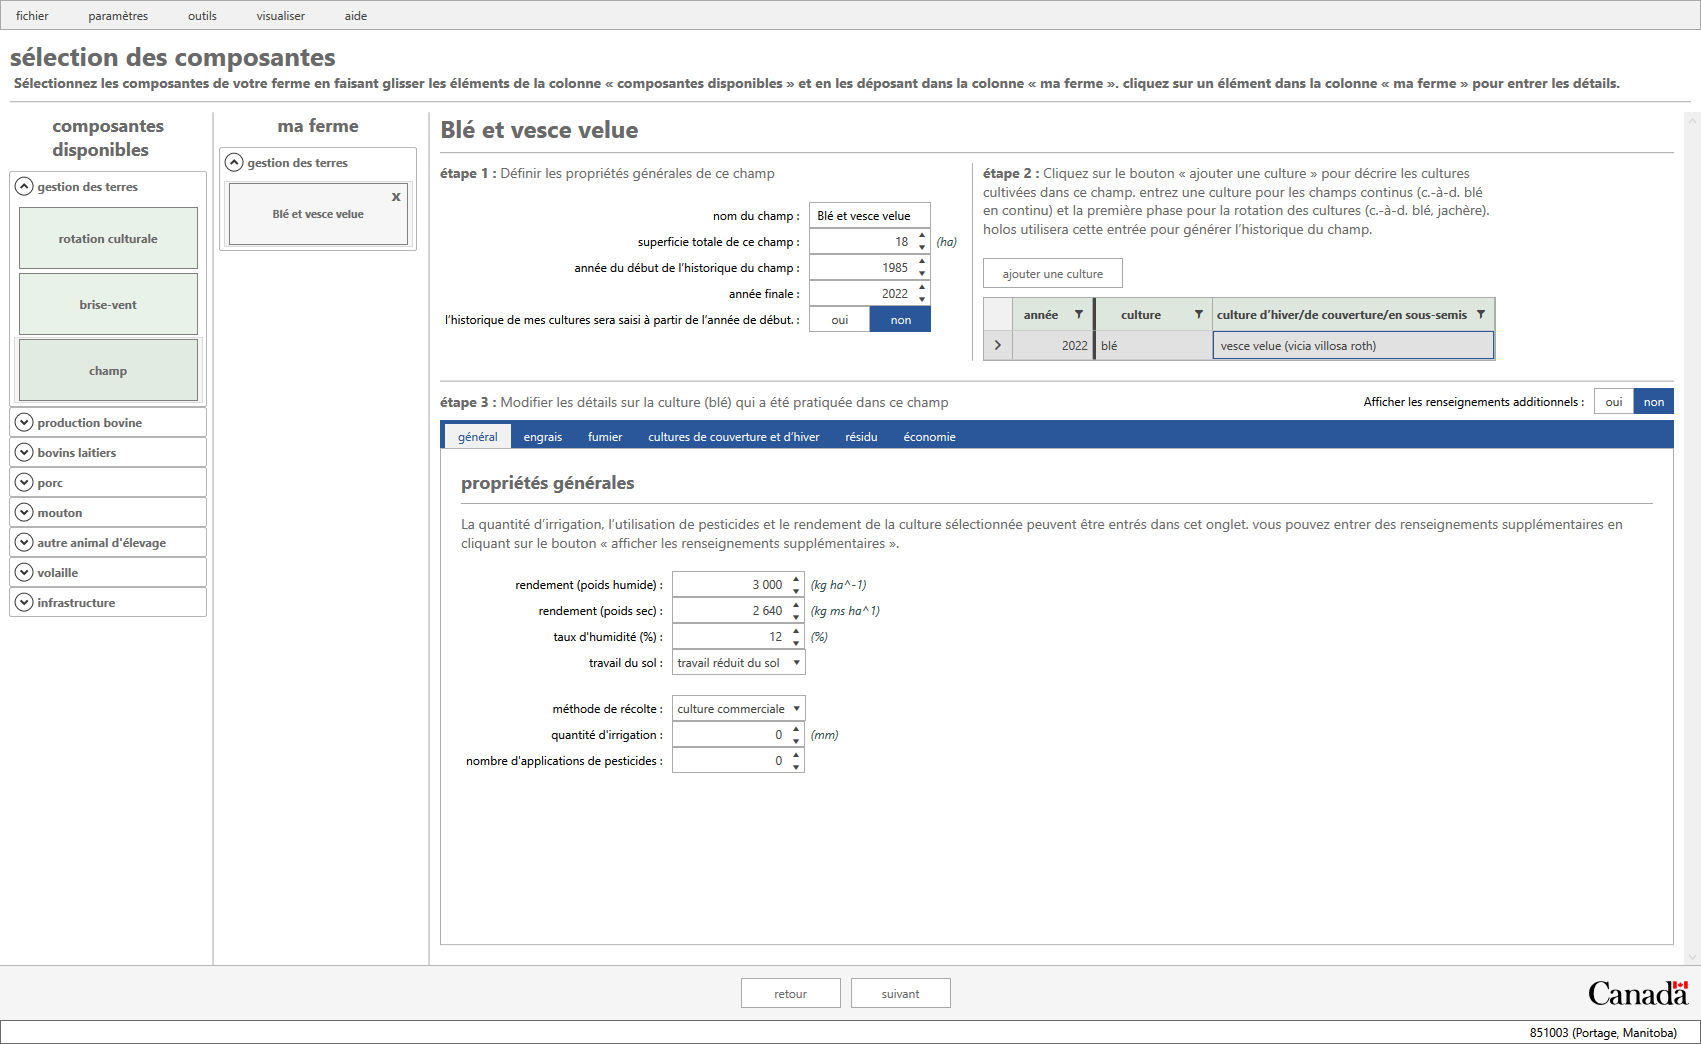 fichier
paramètres
outils
visualiser
aide
sélection des composantes
Sélectionnez les composantes de votre ferme en faisant glisser les éléments de la colonne « composantes disponibles » et en les déposant dans la colonne « ma ferme ». cliquez sur un élément dans la colonne « ma ferme » pour entrer les détails.
composantes
disponibles
gestion des terres
rotation culturale
brise-vent
champ
production bovine
bovins laitiers
porc
mouton
autre animal d'élevage
volaille
infrastructure
ma ferme
gestion des terres
x
Blé et vesce velue
Blé et vesce velue
étape 1 : Définir les propriétés générales de ce champ
nom du champ : Blé et vesce velue
superficie totale de ce champ : 18 (ha)
année du début de l’historique du champ : 1985
année finale : 2022
l’historique de mes cultures sera saisi à partir de l’année de début. : oui non
étape 2 : Cliquez sur le bouton « ajouter une culture » pour décrire les cultures
cultivées dans ce champ. entrez une culture pour les champs continus (c.-à-d. blé
en continu) et la première phase pour la rotation des cultures (c.-à-d. blé, jachère).
holos utilisera cette entrée pour générer l’historique du champ.
ajouter une culture
année culture culture d’hiver/de couverture/en sous-semis
2022 blé vesce velue (vicia villosa roth)
étape 3 : Modifier les détails sur la culture (blé) qui a été pratiquée dans ce champ
Afficher les renseignements additionnels : oui non
général engrais fumier cultures de couverture et d’hiver résidu économie
propriétés générales
La quantité d’irrigation, l’utilisation de pesticides et le rendement de la culture sélectionnée peuvent être entrés dans cet onglet. vous pouvez entrer des renseignements supplémentaires en
cliquant sur le bouton « afficher les renseignements supplémentaires ».
rendement (poids humide) : 3 000 (kg ha^-1)
rendement (poids sec) : 2 640 (kg ms ha^1)
taux d'humidité (%) : 12 (%)
travail du sol : travail réduit du sol
méthode de récolte : culture commerciale
quantité d'irrigation : 0 (mm)
nombre d'applications de pesticides : 0
retour
suivant
Canada
851003 (Portage, Manitoba)